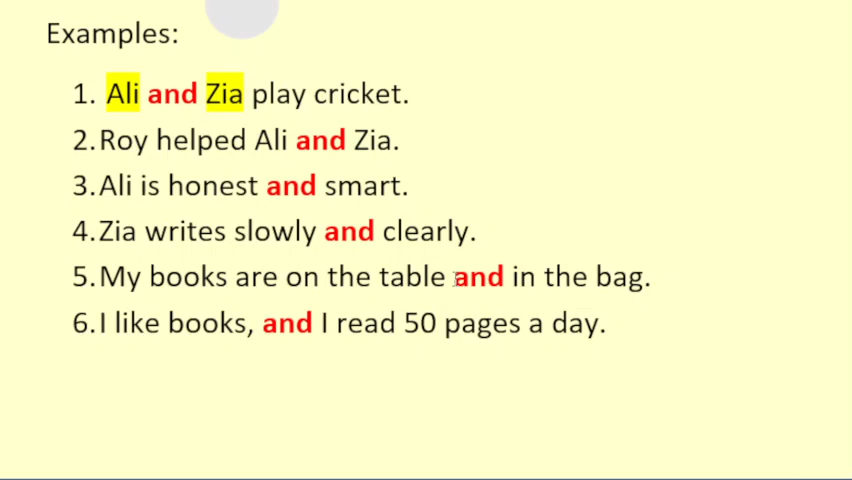 Examples:
1. Ali and Zia play cricket.
2. Roy helped Ali and Zia.
3. Ali is honest and smart.
4. Zia writes slowly and clearly.
5. My books are on the table and in the bag.
6. I like books, and I read 50 pages a day.